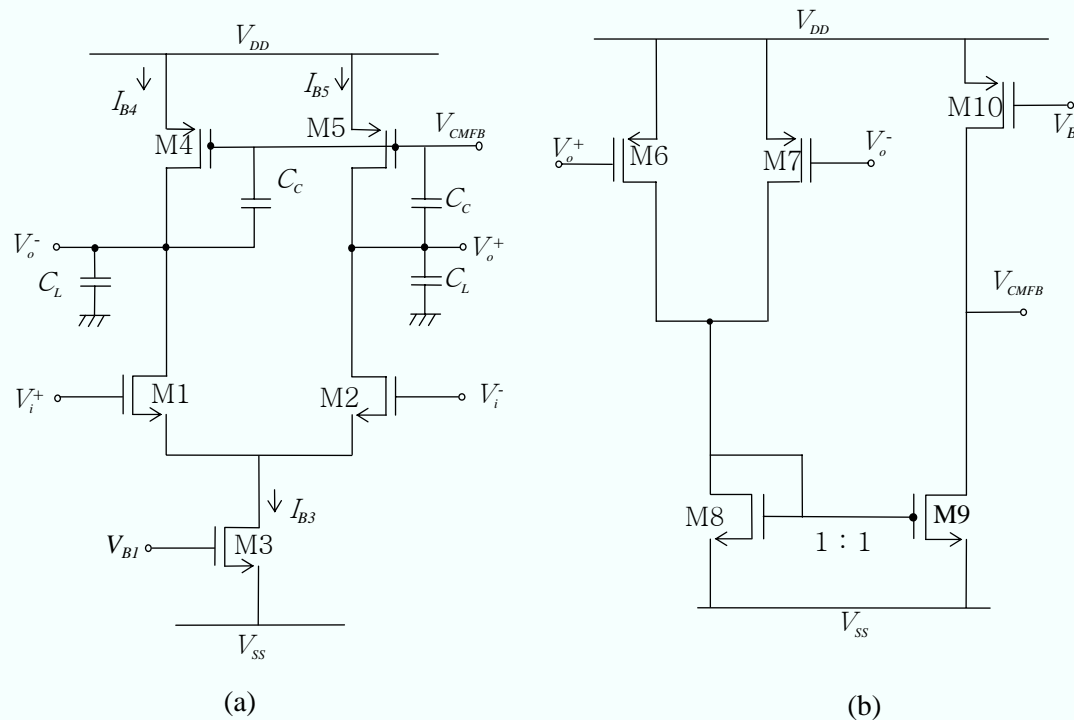 V_DD
I_B4
I_B5
M4
M5
V_CMFB
C_C
C_C
V_o^-
V_o^+
C_L
C_L
V_i^+
M1
M2
V_i^-
I_B3
V_B1
M3
V_SS
(a)
V_DD
M10
V_o^+
M6
M7
V_o^-
V_CMFB
M8
M9
1 : 1
V_SS
(b)